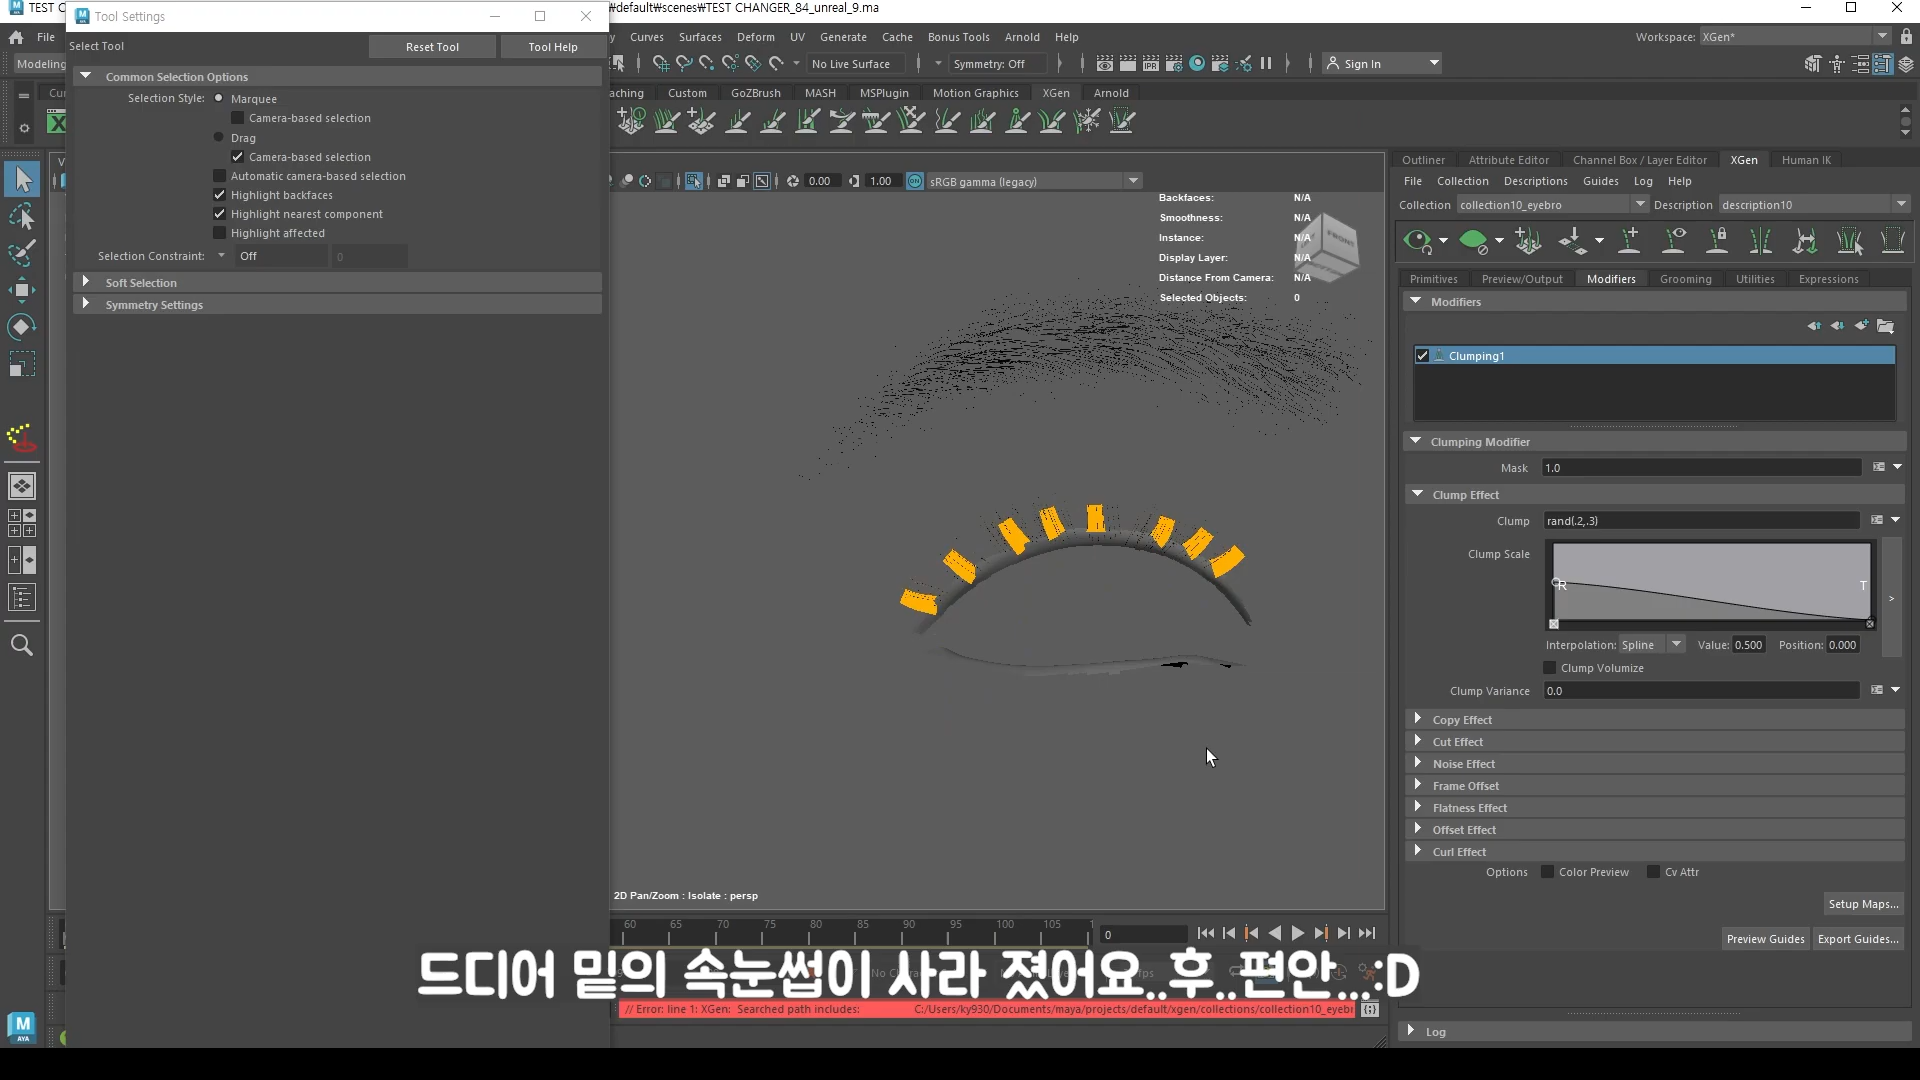 TEST C
Tool Settings
₩default₩scenes₩TEST CHANGER_84_unreal_9.ma
File
Curves Surfaces Deform UV Generate Cache Bonus Tools Arnold Help
Workspace: XGen*
Select Tool
Reset Tool
Tool Help
Modeling
No Live Surface
Symmetry: Off
Sign In
Common Selection Options
Selection Style: Marquee
Camera-based selection
Drag
Camera-based selection
Automatic camera-based selection
Highlight backfaces
Highlight nearest component
Highlight affected
Selection Constraint: Off 0
Soft Selection
Symmetry Settings
Cu
aching Custom GoZBrush MASH MSPlugin Motion Graphics XGen Arnold
V
0.00 1.00 sRGB gamma (legacy)
Backfaces: N/A
Smoothness: N/A
Instance: N/A
Display Layer: N/A
Distance From Camera: N/A
Selected Objects: 0
FRONT
2D Pan/Zoom : Isolate : persp
Outliner Attribute Editor Channel Box / Layer Editor XGen Human IK
File Collection Descriptions Guides Log Help
Collection collection10_eyebro Description description10
Primitives Preview/Output Modifiers Grooming Utilities Expressions
Modifiers
Clumping1
Clumping Modifier
Mask 1.0
Clump Effect
Clump rand(.2,.3)
Clump Scale
R T
>
Interpolation: Spline Value: 0.500 Position: 0.000
Clump Volumize
Clump Variance 0.0
Copy Effect
Cut Effect
Noise Effect
Frame Offset
Flatness Effect
Offset Effect
Curl Effect
Options Color Preview Cv Attr
Setup Maps...
Preview Guides Export Guides...
Log
60 65 70 75 80 85 90 95 100 105
0
드디어 밑의 속눈썹이 사라 졌어요..후..편안...:D
// Error: line 1: XGen: Searched path includes: C:/Users/ky930/Documents/maya/projects/default/xgen/collections/collection10_eyebr
M
AYA